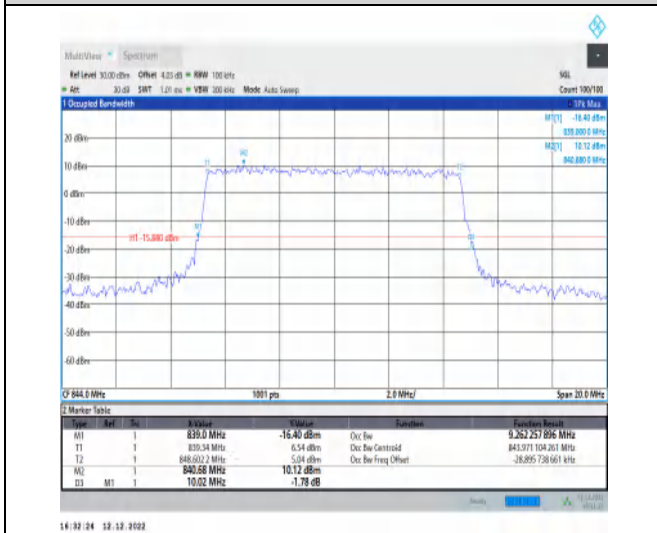 MultiView Spectrum
Ref Level 30.00 dBm Offset 4.03 dB RBW 100 kHz SGL
Att 30 dB SWT 1.01 ms VBW 300 kHz Mode Auto Sweep Count 100/100
1 Occupied Bandwidth 1Pk Max
M1[1] -16.40 dBm
839.000 0 MHz
M2[1] 10.12 dBm
840.680 0 MHz
20 dBm
M2
T1 T2
10 dBm
0 dBm
-10 dBm
M1
H1 -15.880 dBm
-20 dBm
-30 dBm
-40 dBm
-50 dBm
-60 dBm
CF 844.0 MHz 1001 pts 2.0 MHz/ Span 20.0 MHz
2 Marker Table
Type Ref Trc X-Value Y-Value Function Function Result
M1 1 839.0 MHz -16.40 dBm Occ Bw 9.262 257 896 MHz
T1 1 839.34 MHz 6.54 dBm Occ Bw Centroid 843.971 104 261 MHz
T2 1 848.602 2 MHz 5.04 dBm Occ Bw Freq Offset -28.895 738 661 kHz
M2 1 840.68 MHz 10.12 dBm
D3 M1 1 10.02 MHz -1.78 dB
Ready
16:32:24 12.12.2022